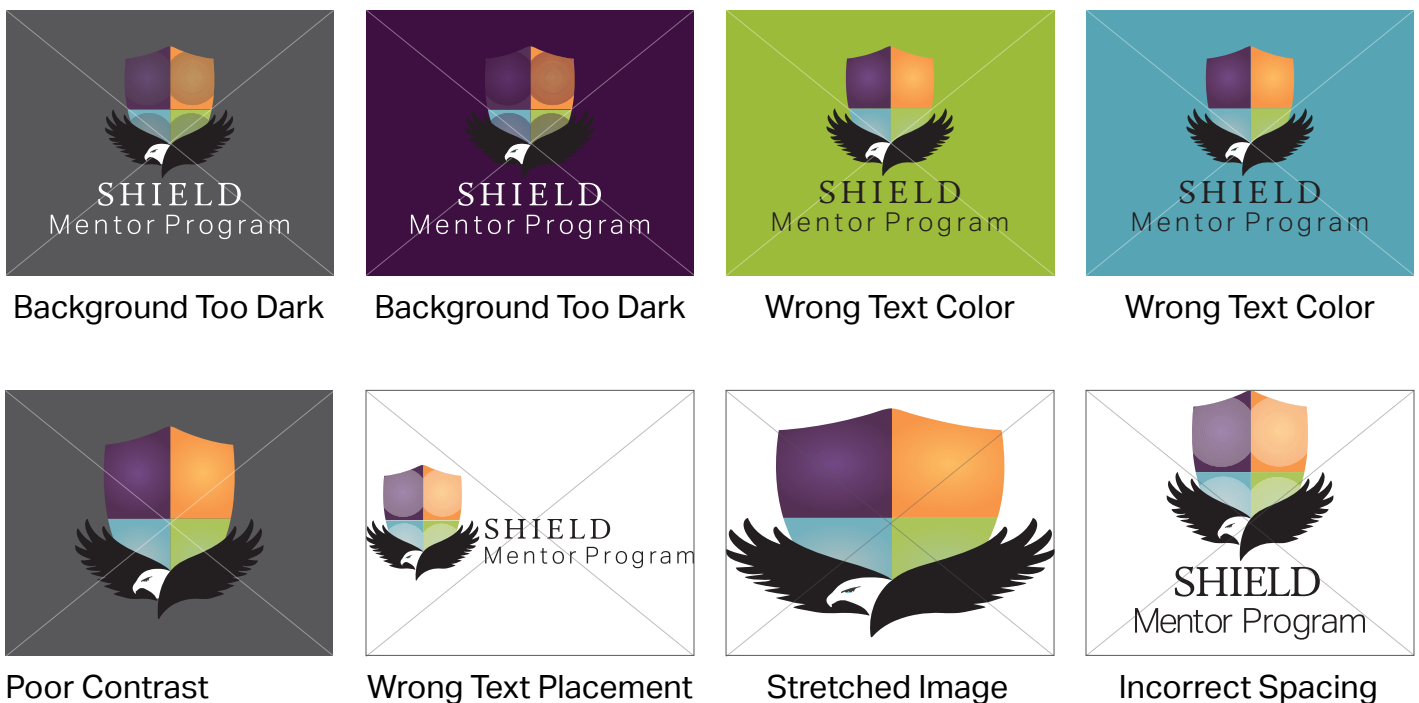 SHIELD
Mentor Program
SHIELD
Mentor Program
SHIELD
Mentor Program
SHIELD
Mentor Program
Background Too Dark
Background Too Dark
Wrong Text Color
Wrong Text Color
SHIELD
Mentor Program
SHIELD
Mentor Program
Poor Contrast
Wrong Text Placement
Stretched Image
Incorrect Spacing